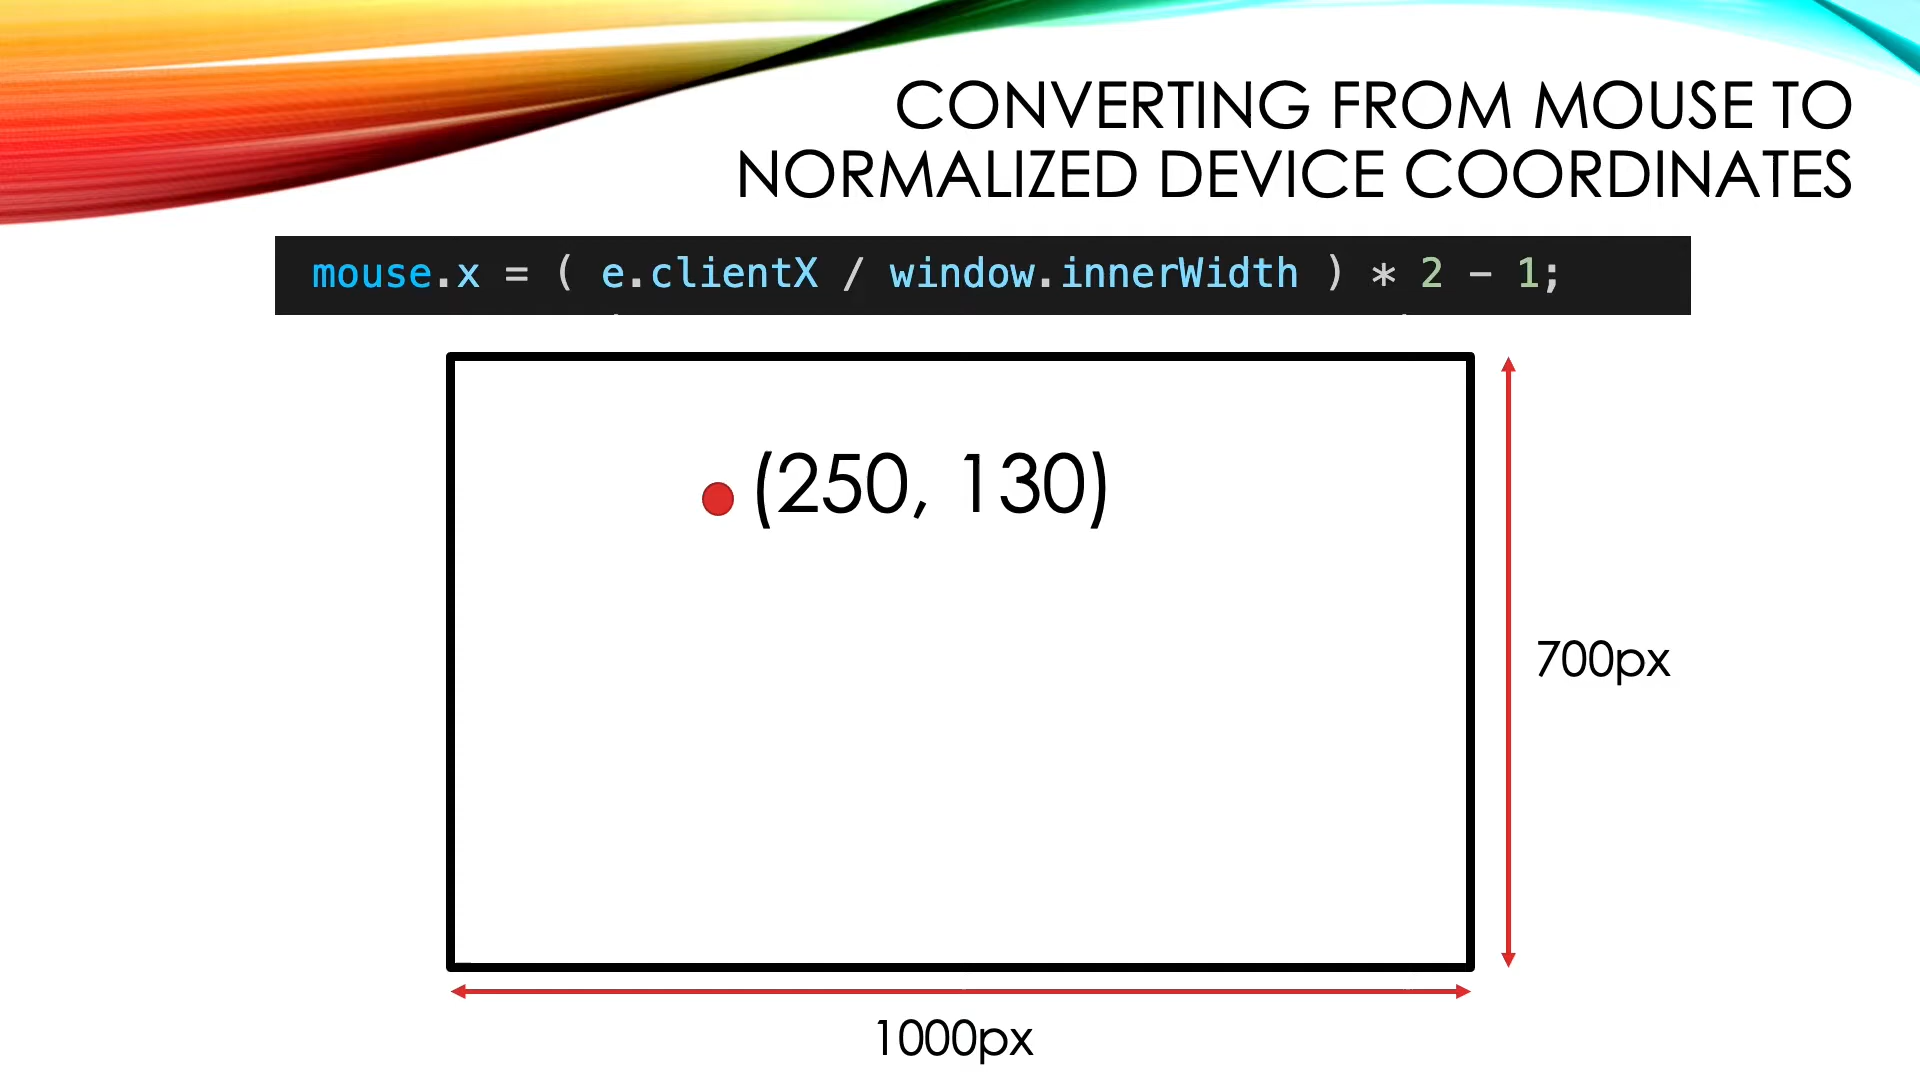 CONVERTING FROM MOUSE TO
NORMALIZED DEVICE COORDINATES
mouse.x = ( e.clientX / window.innerWidth ) * 2 - 1;
(250, 130)
700px
1000px